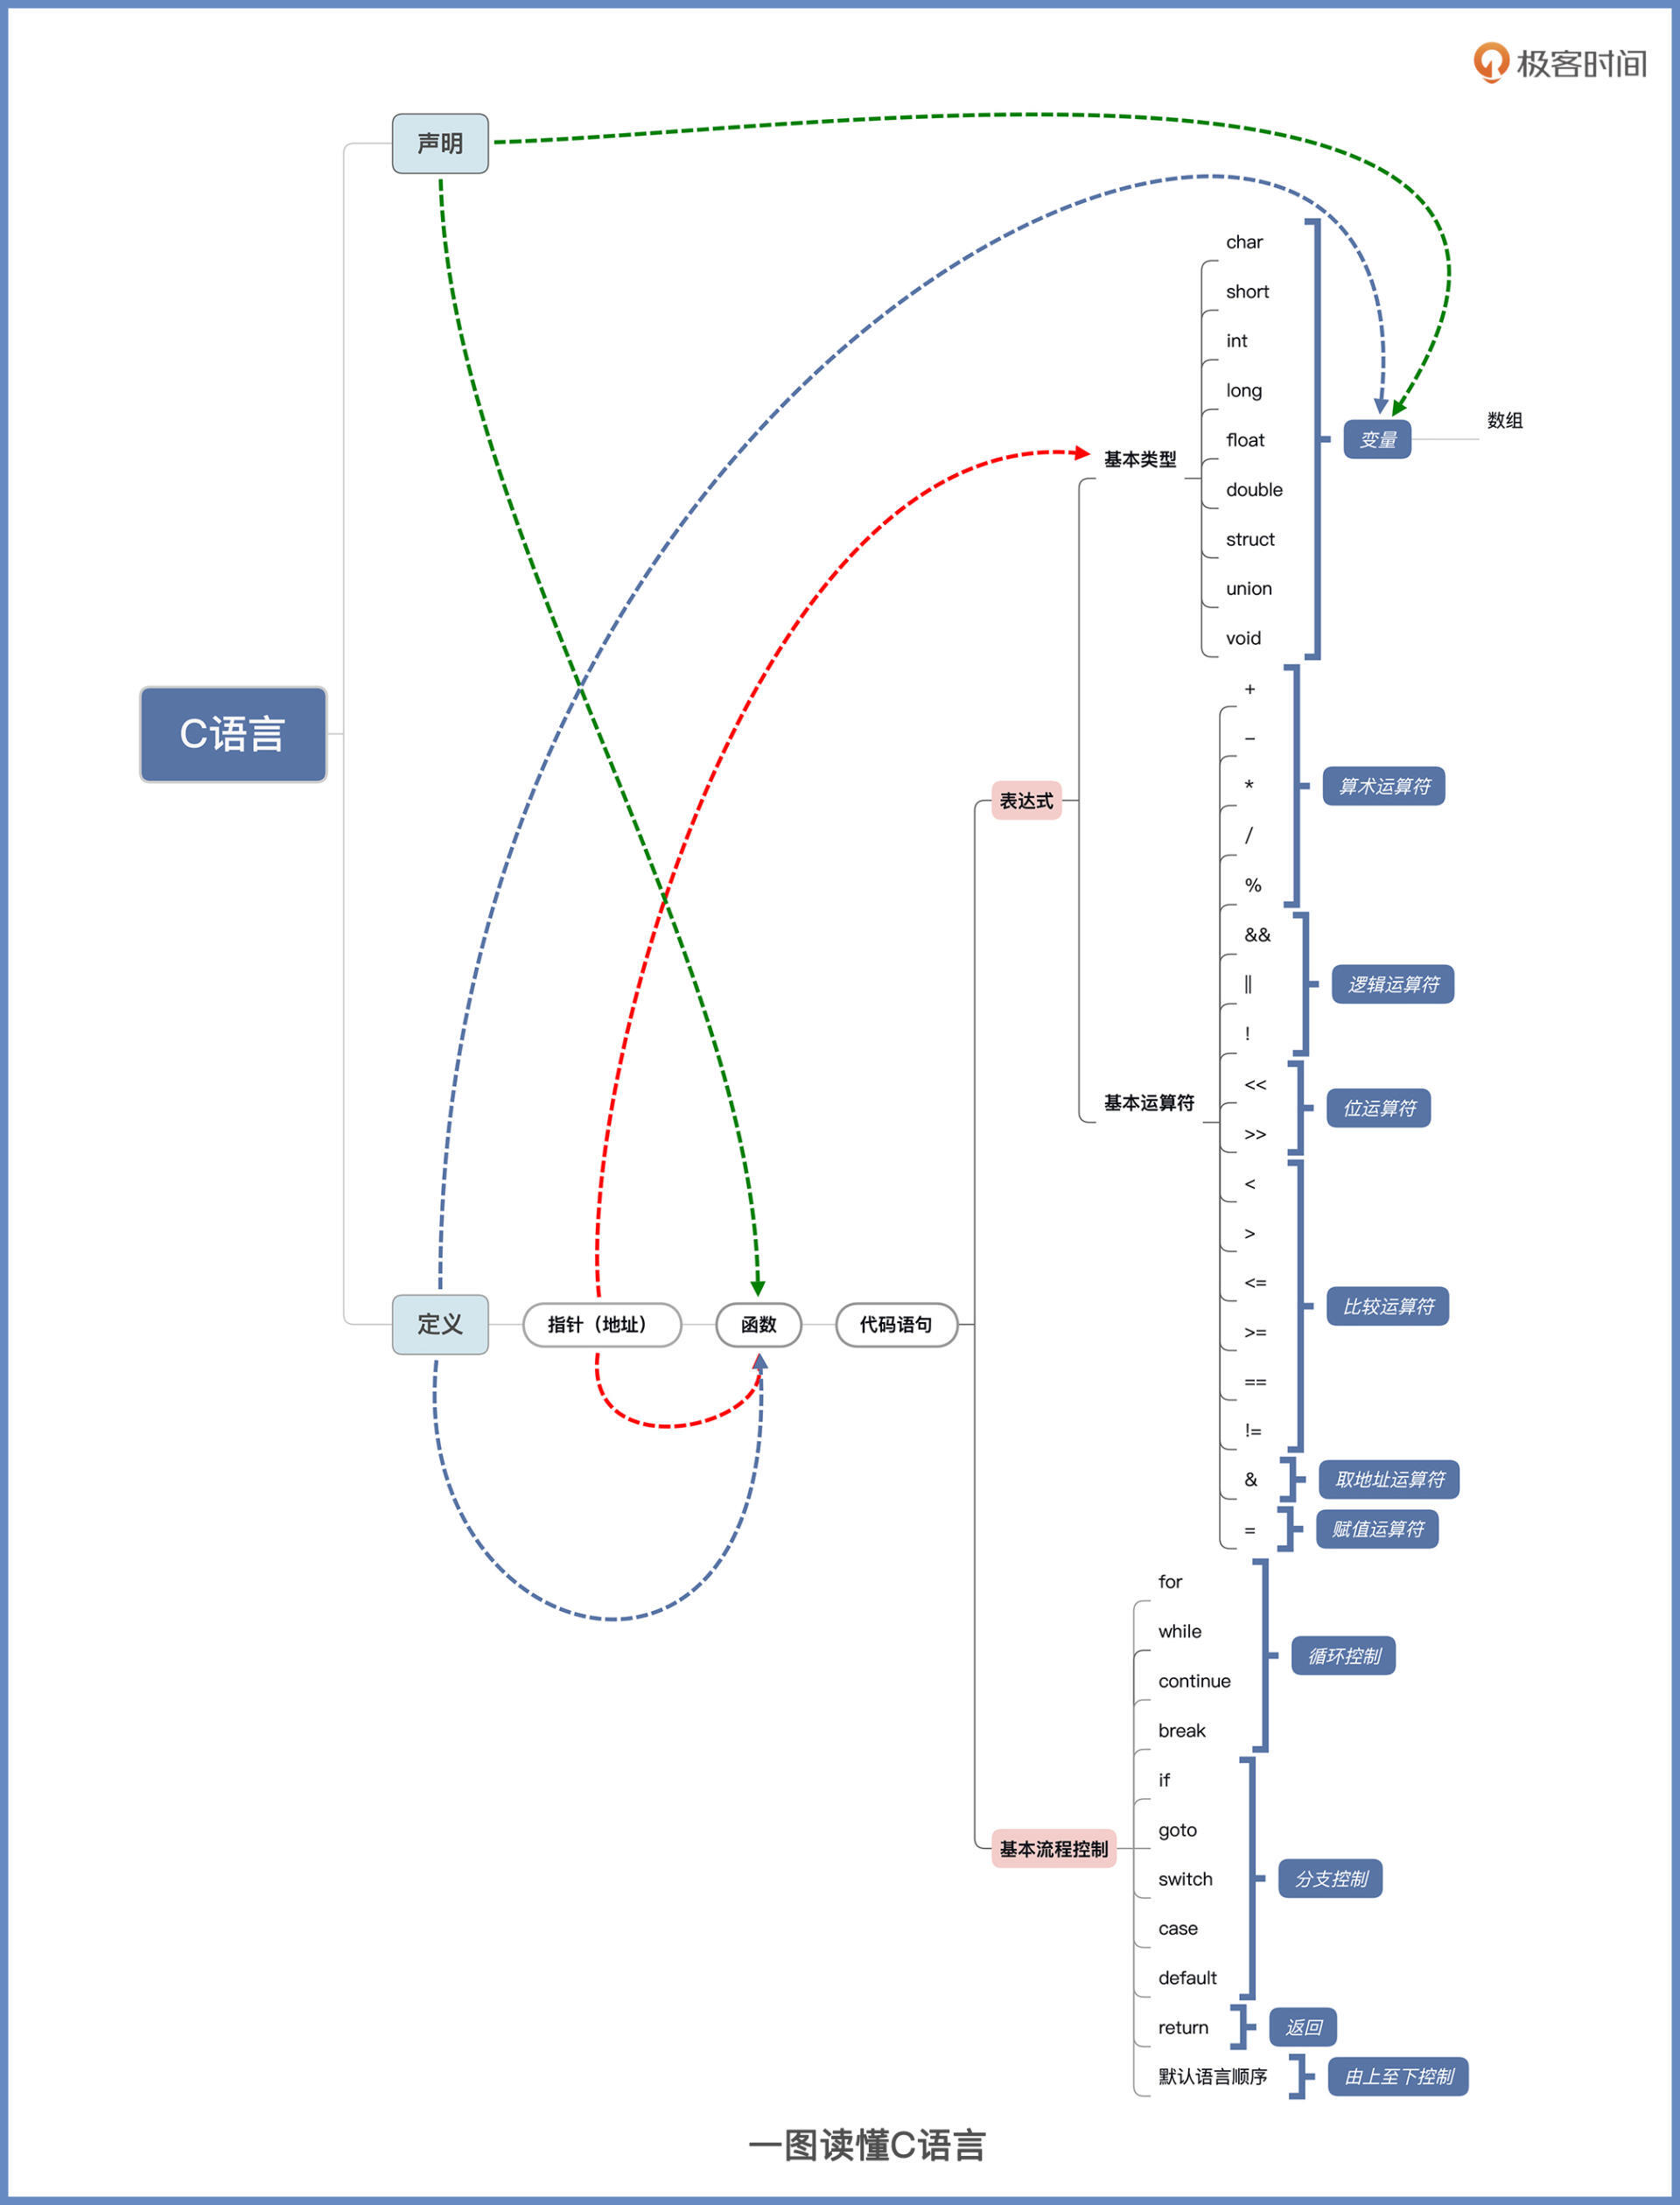 极客时间
声明
char
short
int
long
float
double
struct
union
void
基本类型
变量
数组
C语言
+
-
*
/
%
算术运算符
表达式
&&
||
!
逻辑运算符
基本运算符
<<
>>
位运算符
<
>
<=
>=
==
!=
比较运算符
定义
指针（地址）
函数
代码语句
&
取地址运算符
=
赋值运算符
for
while
continue
break
循环控制
if
goto
switch
case
default
分支控制
基本流程控制
return
返回
默认语言顺序
由上至下控制
一图读懂C语言